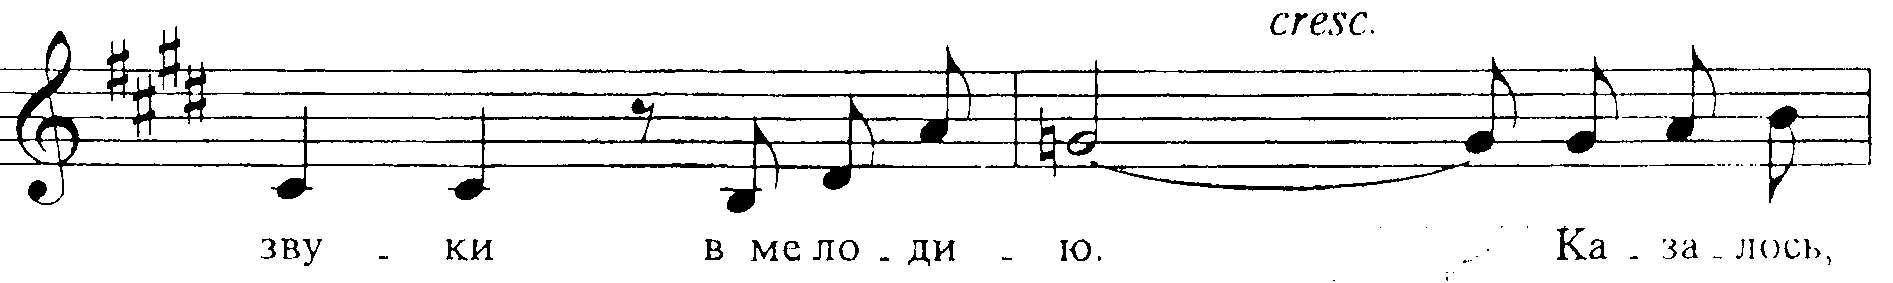 cresc.
зву - ки в ме ло - ди - ю. Ка - за - лось,